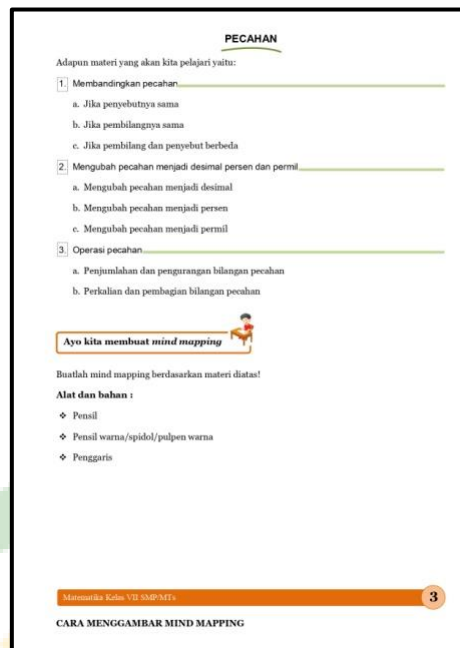 PECAHAN
Adapun materi yang akan kita pelajari yaitu:
1. Membandingkan pecahan
a. Jika penyebutnya sama
b. Jika pembilangnya sama
c. Jika pembilang dan penyebut berbeda
2. Mengubah pecahan menjadi desimal persen dan permil
a. Mengubah pecahan menjadi desimal
b. Mengubah pecahan menjadi persen
c. Mengubah pecahan menjadi permil
3. Operasi pecahan
a. Penjumlahan dan pengurangan bilangan pecahan
b. Perkalian dan pembagian bilangan pecahan
Ayo kita membuat mind mapping
Buatlah mind mapping berdasarkan materi diatas!
Alat dan bahan :
❖ Pensil
❖ Pensil warna/spidol/pulpen warna
❖ Penggaris
Matematika Kelas VII SMP/MTs
3
CARA MENGGAMBAR MIND MAPPING